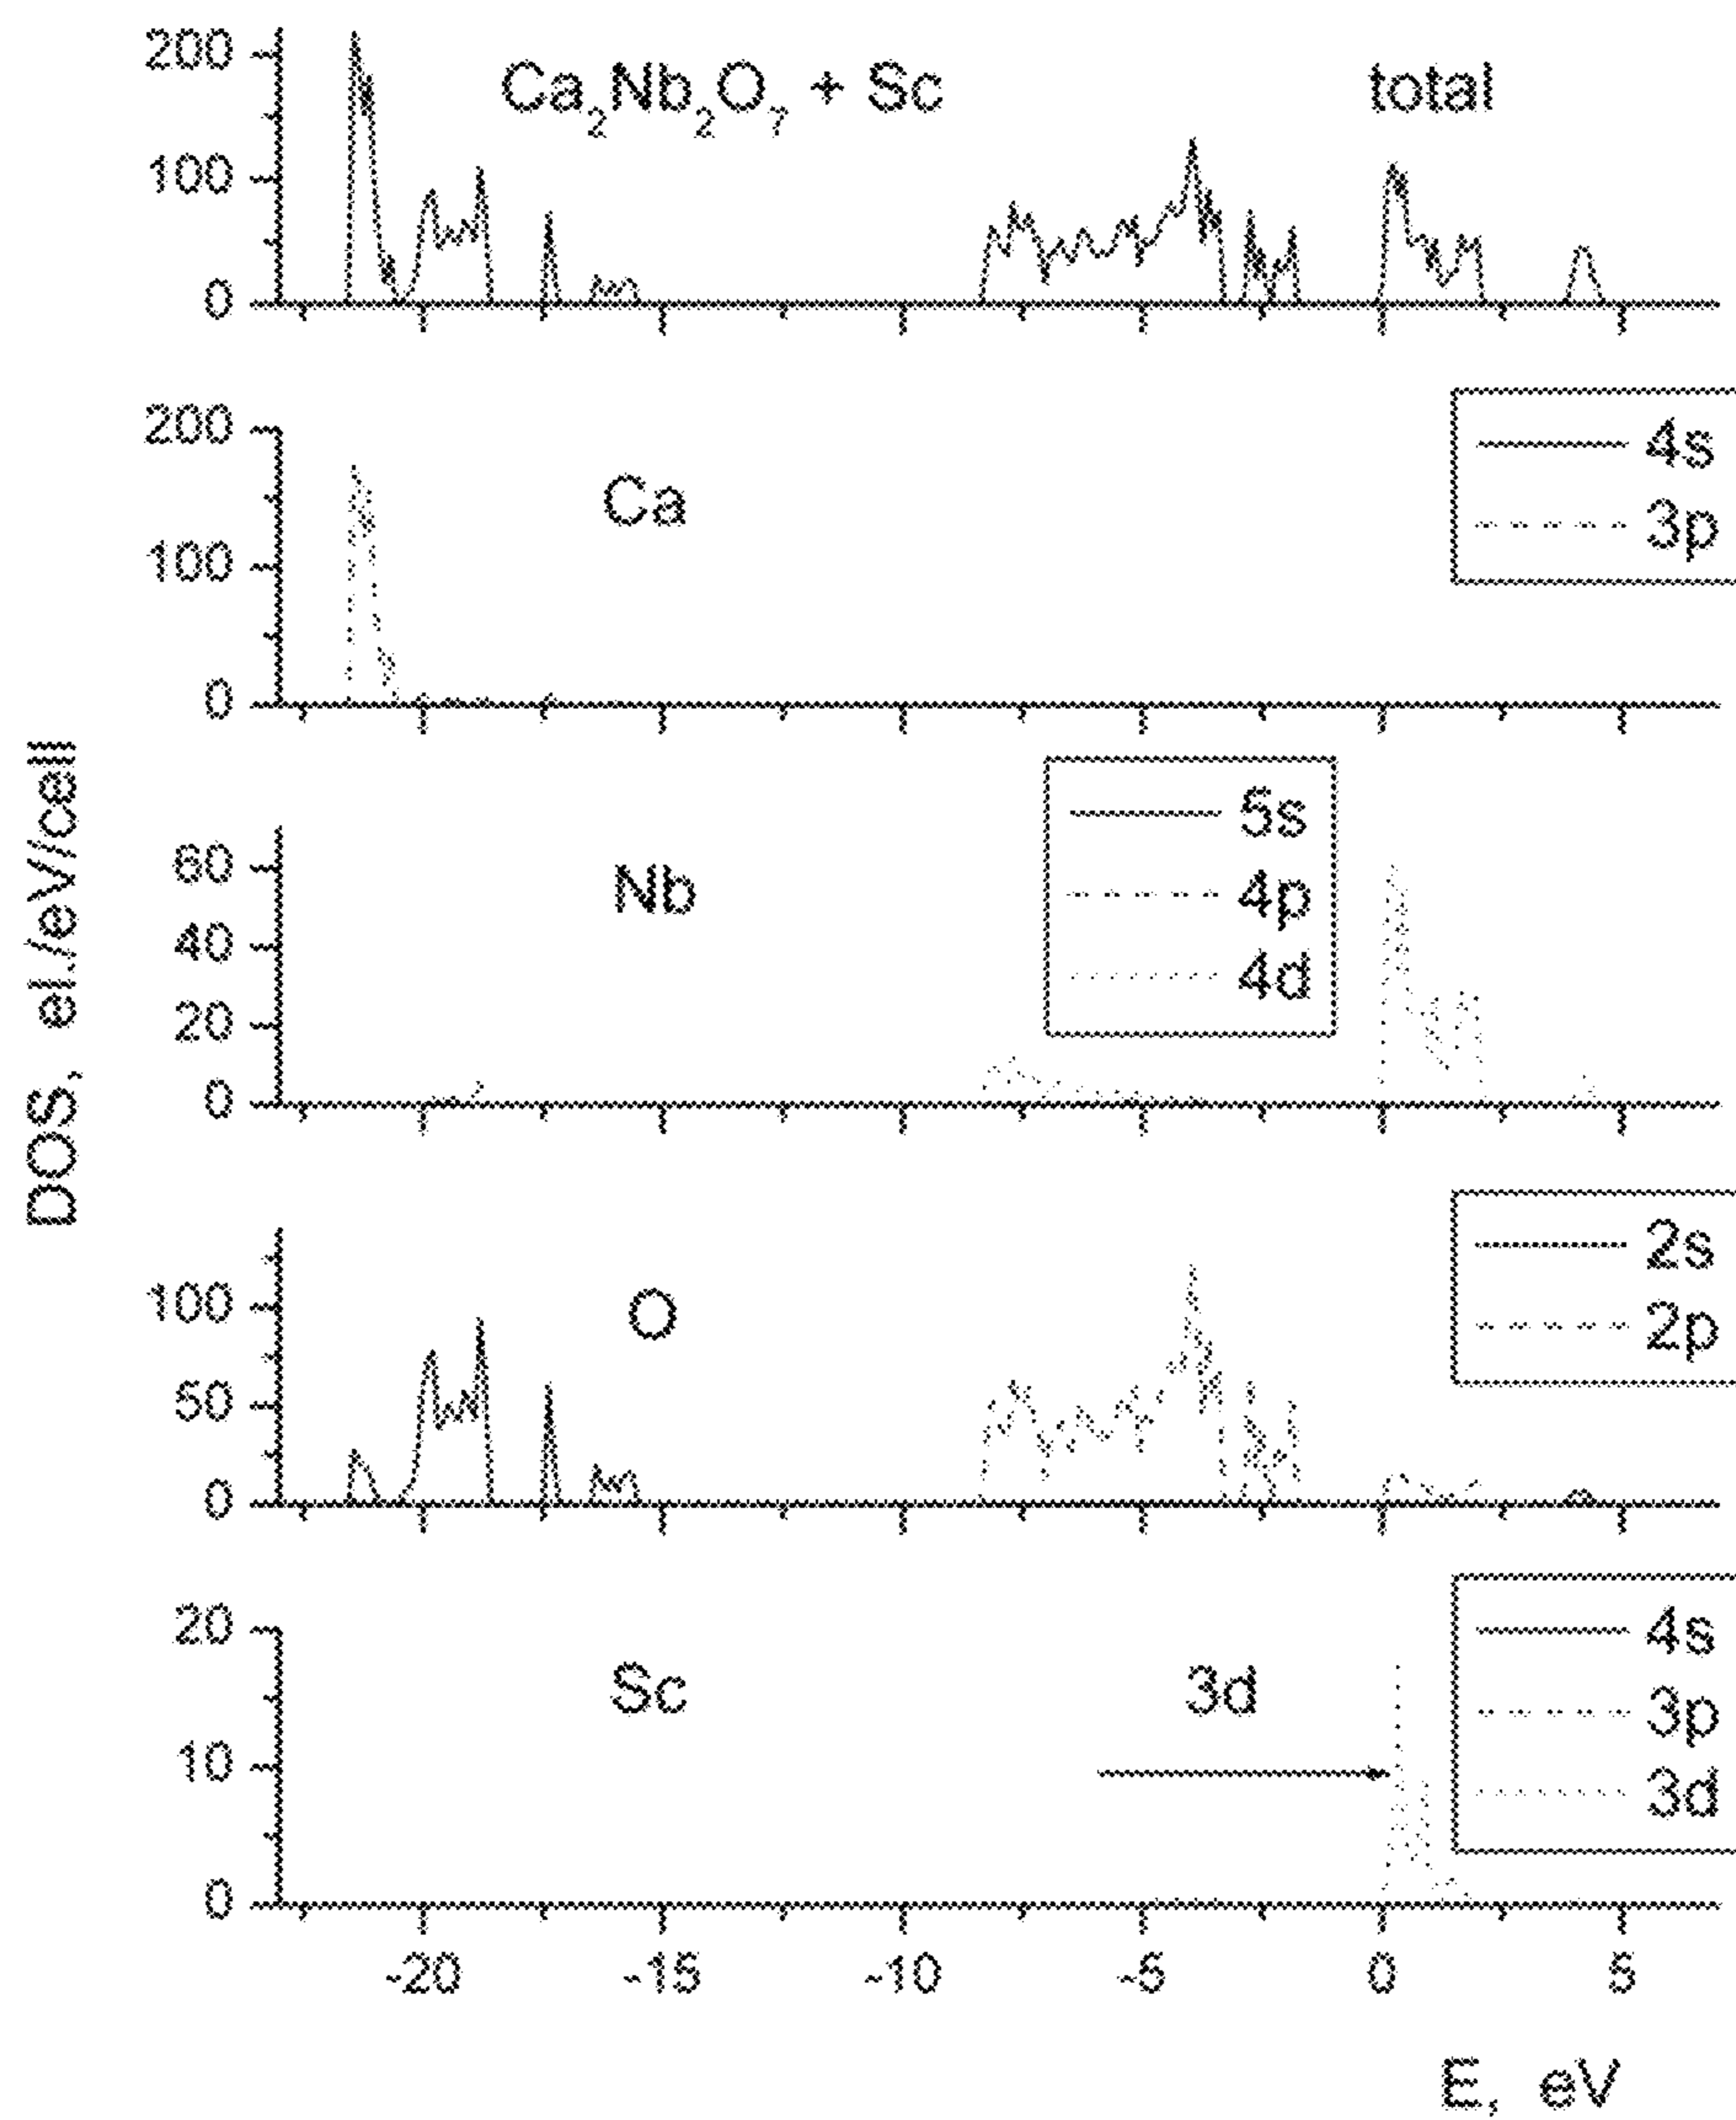 Ca₂Nb₂O₇ + Sc
total
200
100
0
Ca
4s
3p
200
100
0
Nb
5s
4p
4d
60
40
20
0
DOS, el./eV/cell
O
2s
2p
100
50
0
Sc
3d
4s
3p
3d
20
10
0
-20 -15 -10 -5 0 5
E, eV